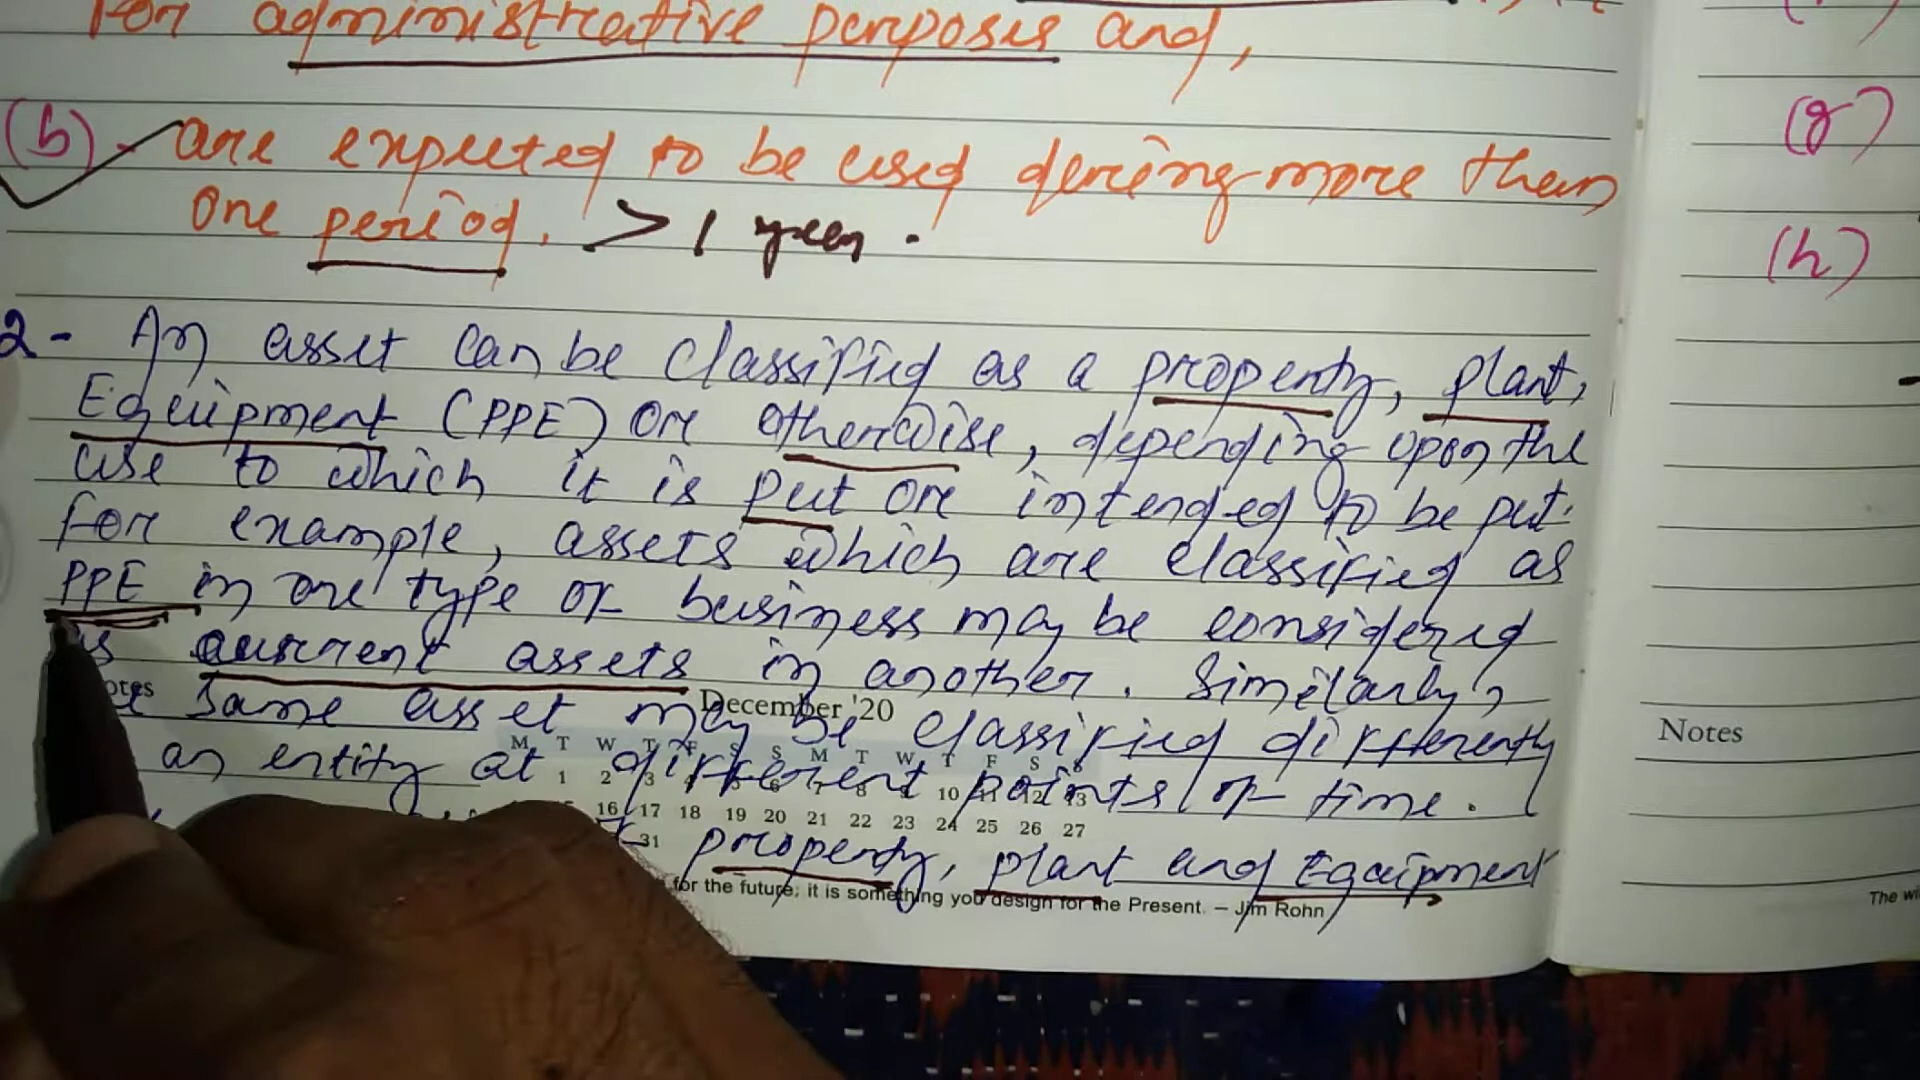 for administrative purposes and,
(b) - are expected to be used during more than
one period. > 1 year.
2 - An asset can be classified as a property, plant,
Equipment (PPE) or otherwise, depending upon the
use to which it is put or intended to be put.
for example, assets which are classified as
PPE in one type of business may be considered
as current assets in another. Similarly,
same asset may be classified differently
an entity at different points of time.
property, plant and Equipment
Notes
December '20
M T W T F S S M T W T F S S
1 2 3 8 10 11 12 13
16 17 18 19 20 21 22 23 24 25 26 27
31
for the future; it is something you design for the Present. – Jim Rohn
(g)
(h)
Notes
The